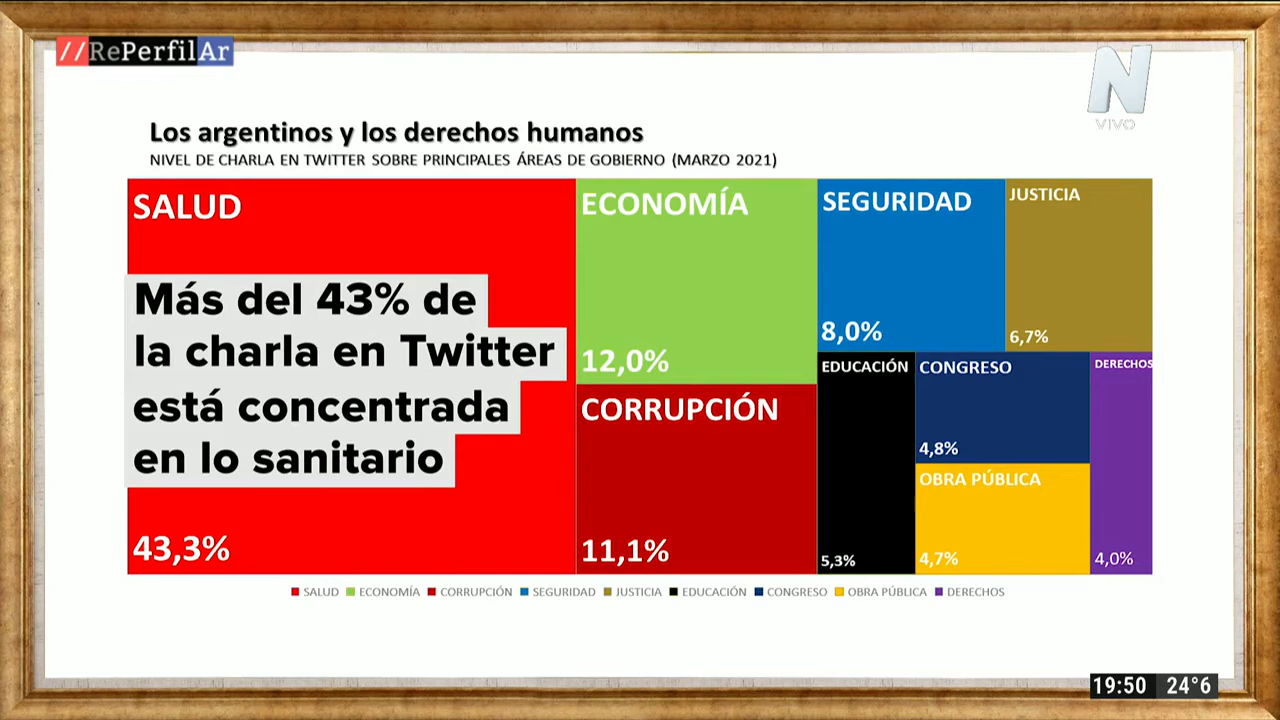 //RePerfilAr
N
VIVO
Los argentinos y los derechos humanos
NIVEL DE CHARLA EN TWITTER SOBRE PRINCIPALES ÁREAS DE GOBIERNO (MARZO 2021)
SALUD
Más del 43% de
la charla en Twitter
está concentrada
en lo sanitario
43,3%
ECONOMÍA
12,0%
CORRUPCIÓN
11,1%
SEGURIDAD
8,0%
JUSTICIA
6,7%
EDUCACIÓN
5,3%
CONGRESO
4,8%
OBRA PÚBLICA
4,7%
DERECHOS
4,0%
SALUD ECONOMÍA CORRUPCIÓN SEGURIDAD JUSTICIA EDUCACIÓN CONGRESO OBRA PÚBLICA DERECHOS
19:50 24°6